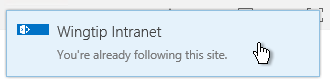 Wingtip Intranet
You're already following this site.